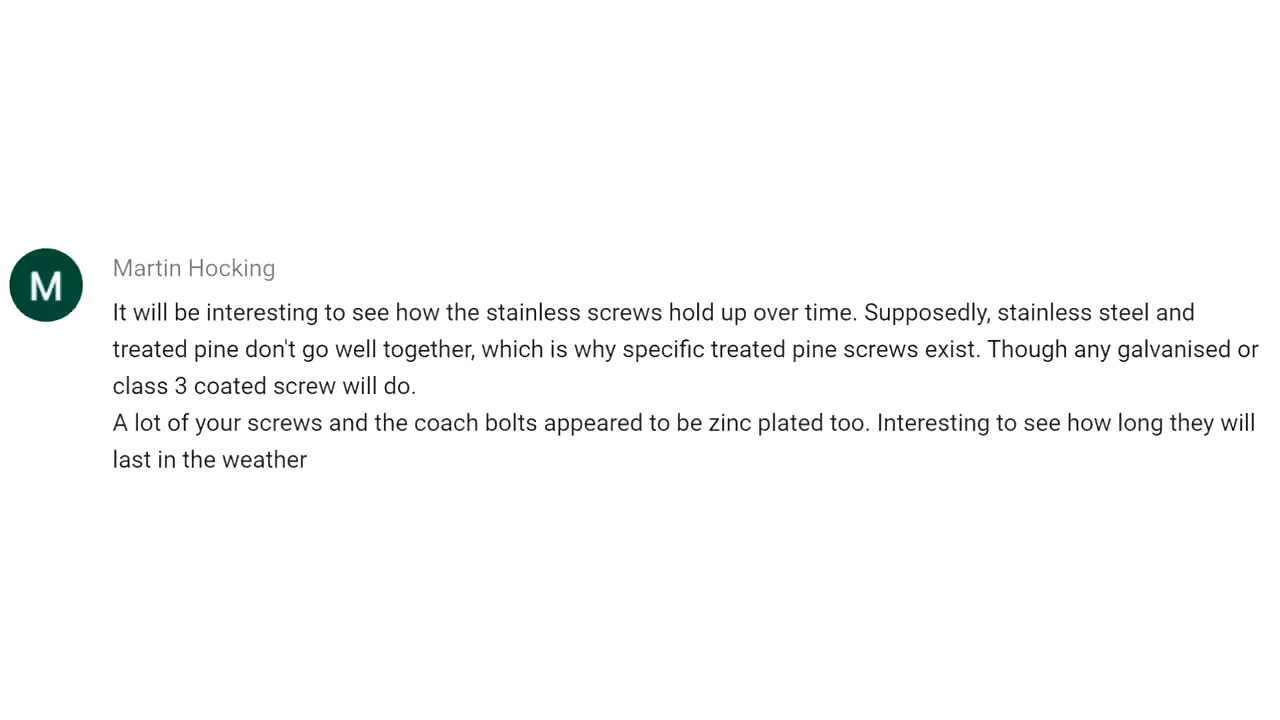 M
Martin Hocking
It will be interesting to see how the stainless screws hold up over time. Supposedly, stainless steel and
treated pine don't go well together, which is why specific treated pine screws exist. Though any galvanised or
class 3 coated screw will do.
A lot of your screws and the coach bolts appeared to be zinc plated too. Interesting to see how long they will
last in the weather